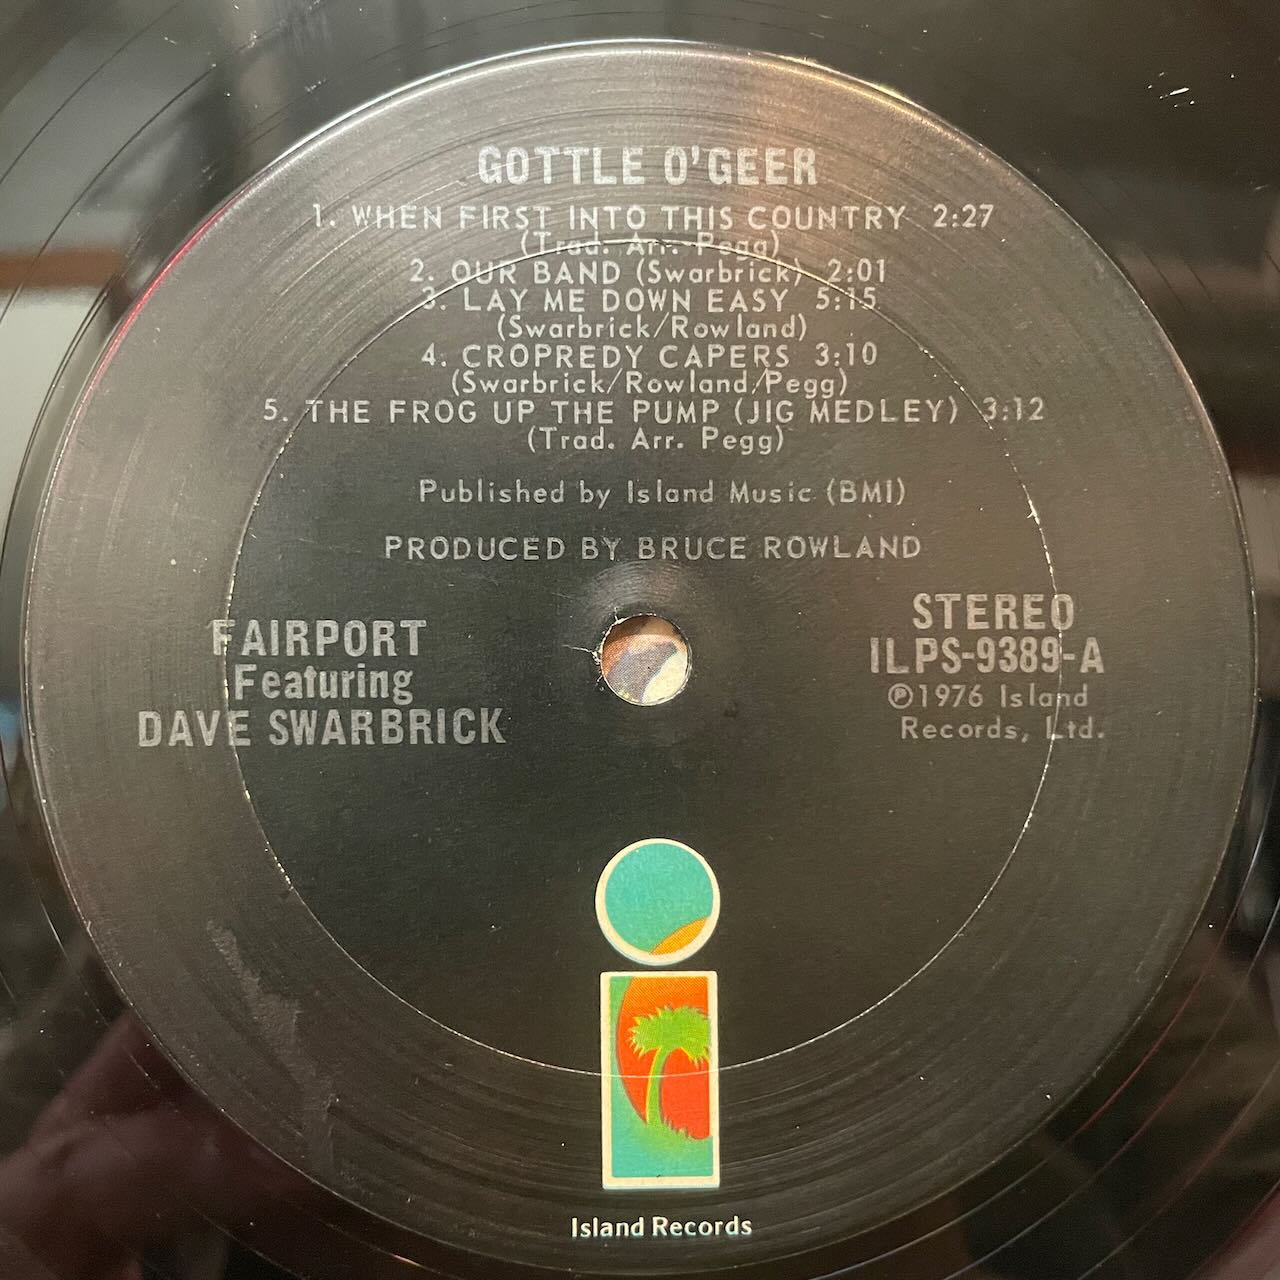 GOTTLE O'GEER
1. WHEN FIRST INTO THIS COUNTRY 2:27
(Trad. Arr. Pegg)
2. OUR BAND (Swarbrick) 2:01
3. LAY ME DOWN EASY 5:15
(Swarbrick/Rowland)
4. CROPREDY CAPERS 3:10
(Swarbrick/Rowland/Pegg)
5. THE FROG UP THE PUMP (JIG MEDLEY) 3:12
(Trad. Arr. Pegg)
Published by Island Music (BMI)
PRODUCED BY BRUCE ROWLAND
FAIRPORT
Featuring
DAVE SWARBRICK
STEREO
ILPS-9389-A
℗1976 Island
Records, Ltd.
Island Records